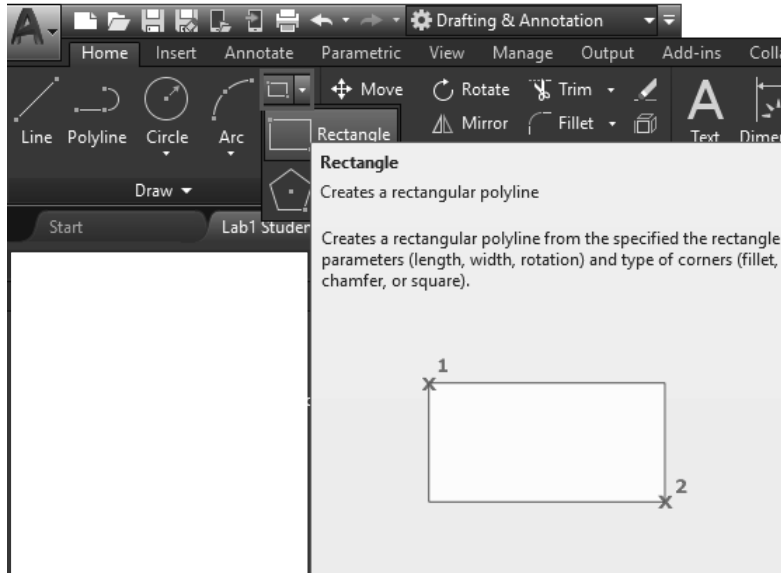 Drafting & Annotation
Home Insert Annotate Parametric View Manage Output Add-ins Colla
Move Rotate Trim
Line Polyline Circle Arc Rectangle Mirror Fillet Text Dimen
Draw
Rectangle
Creates a rectangular polyline
Start Lab1 Studen
Creates a rectangular polyline from the specified the rectangle
parameters (length, width, rotation) and type of corners (fillet,
chamfer, or square).
1
2